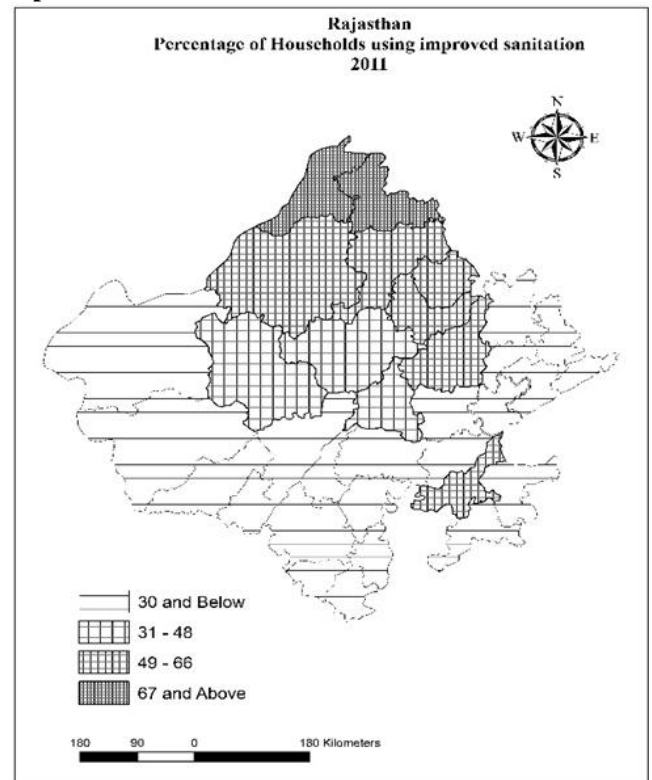 Rajasthan
Percentage of Households using improved sanitation
2011
N
W E
S
30 and Below
31 - 48
49 - 66
67 and Above
180 90 0 180 Kilometers